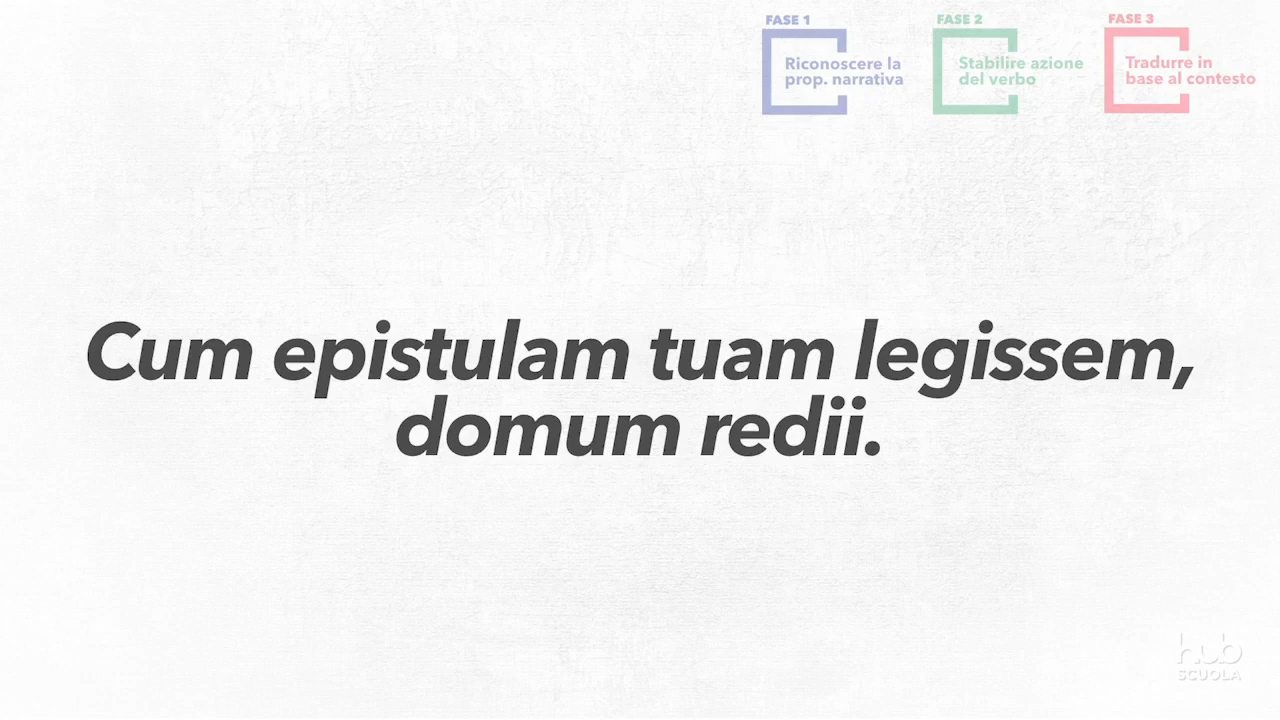 FASE 1
Riconoscere la
prop. narrativa
FASE 2
Stabilire azione
del verbo
FASE 3
Tradurre in
base al contesto
Cum epistulam tuam legissem,
domum redii.
hub
SCUOLA